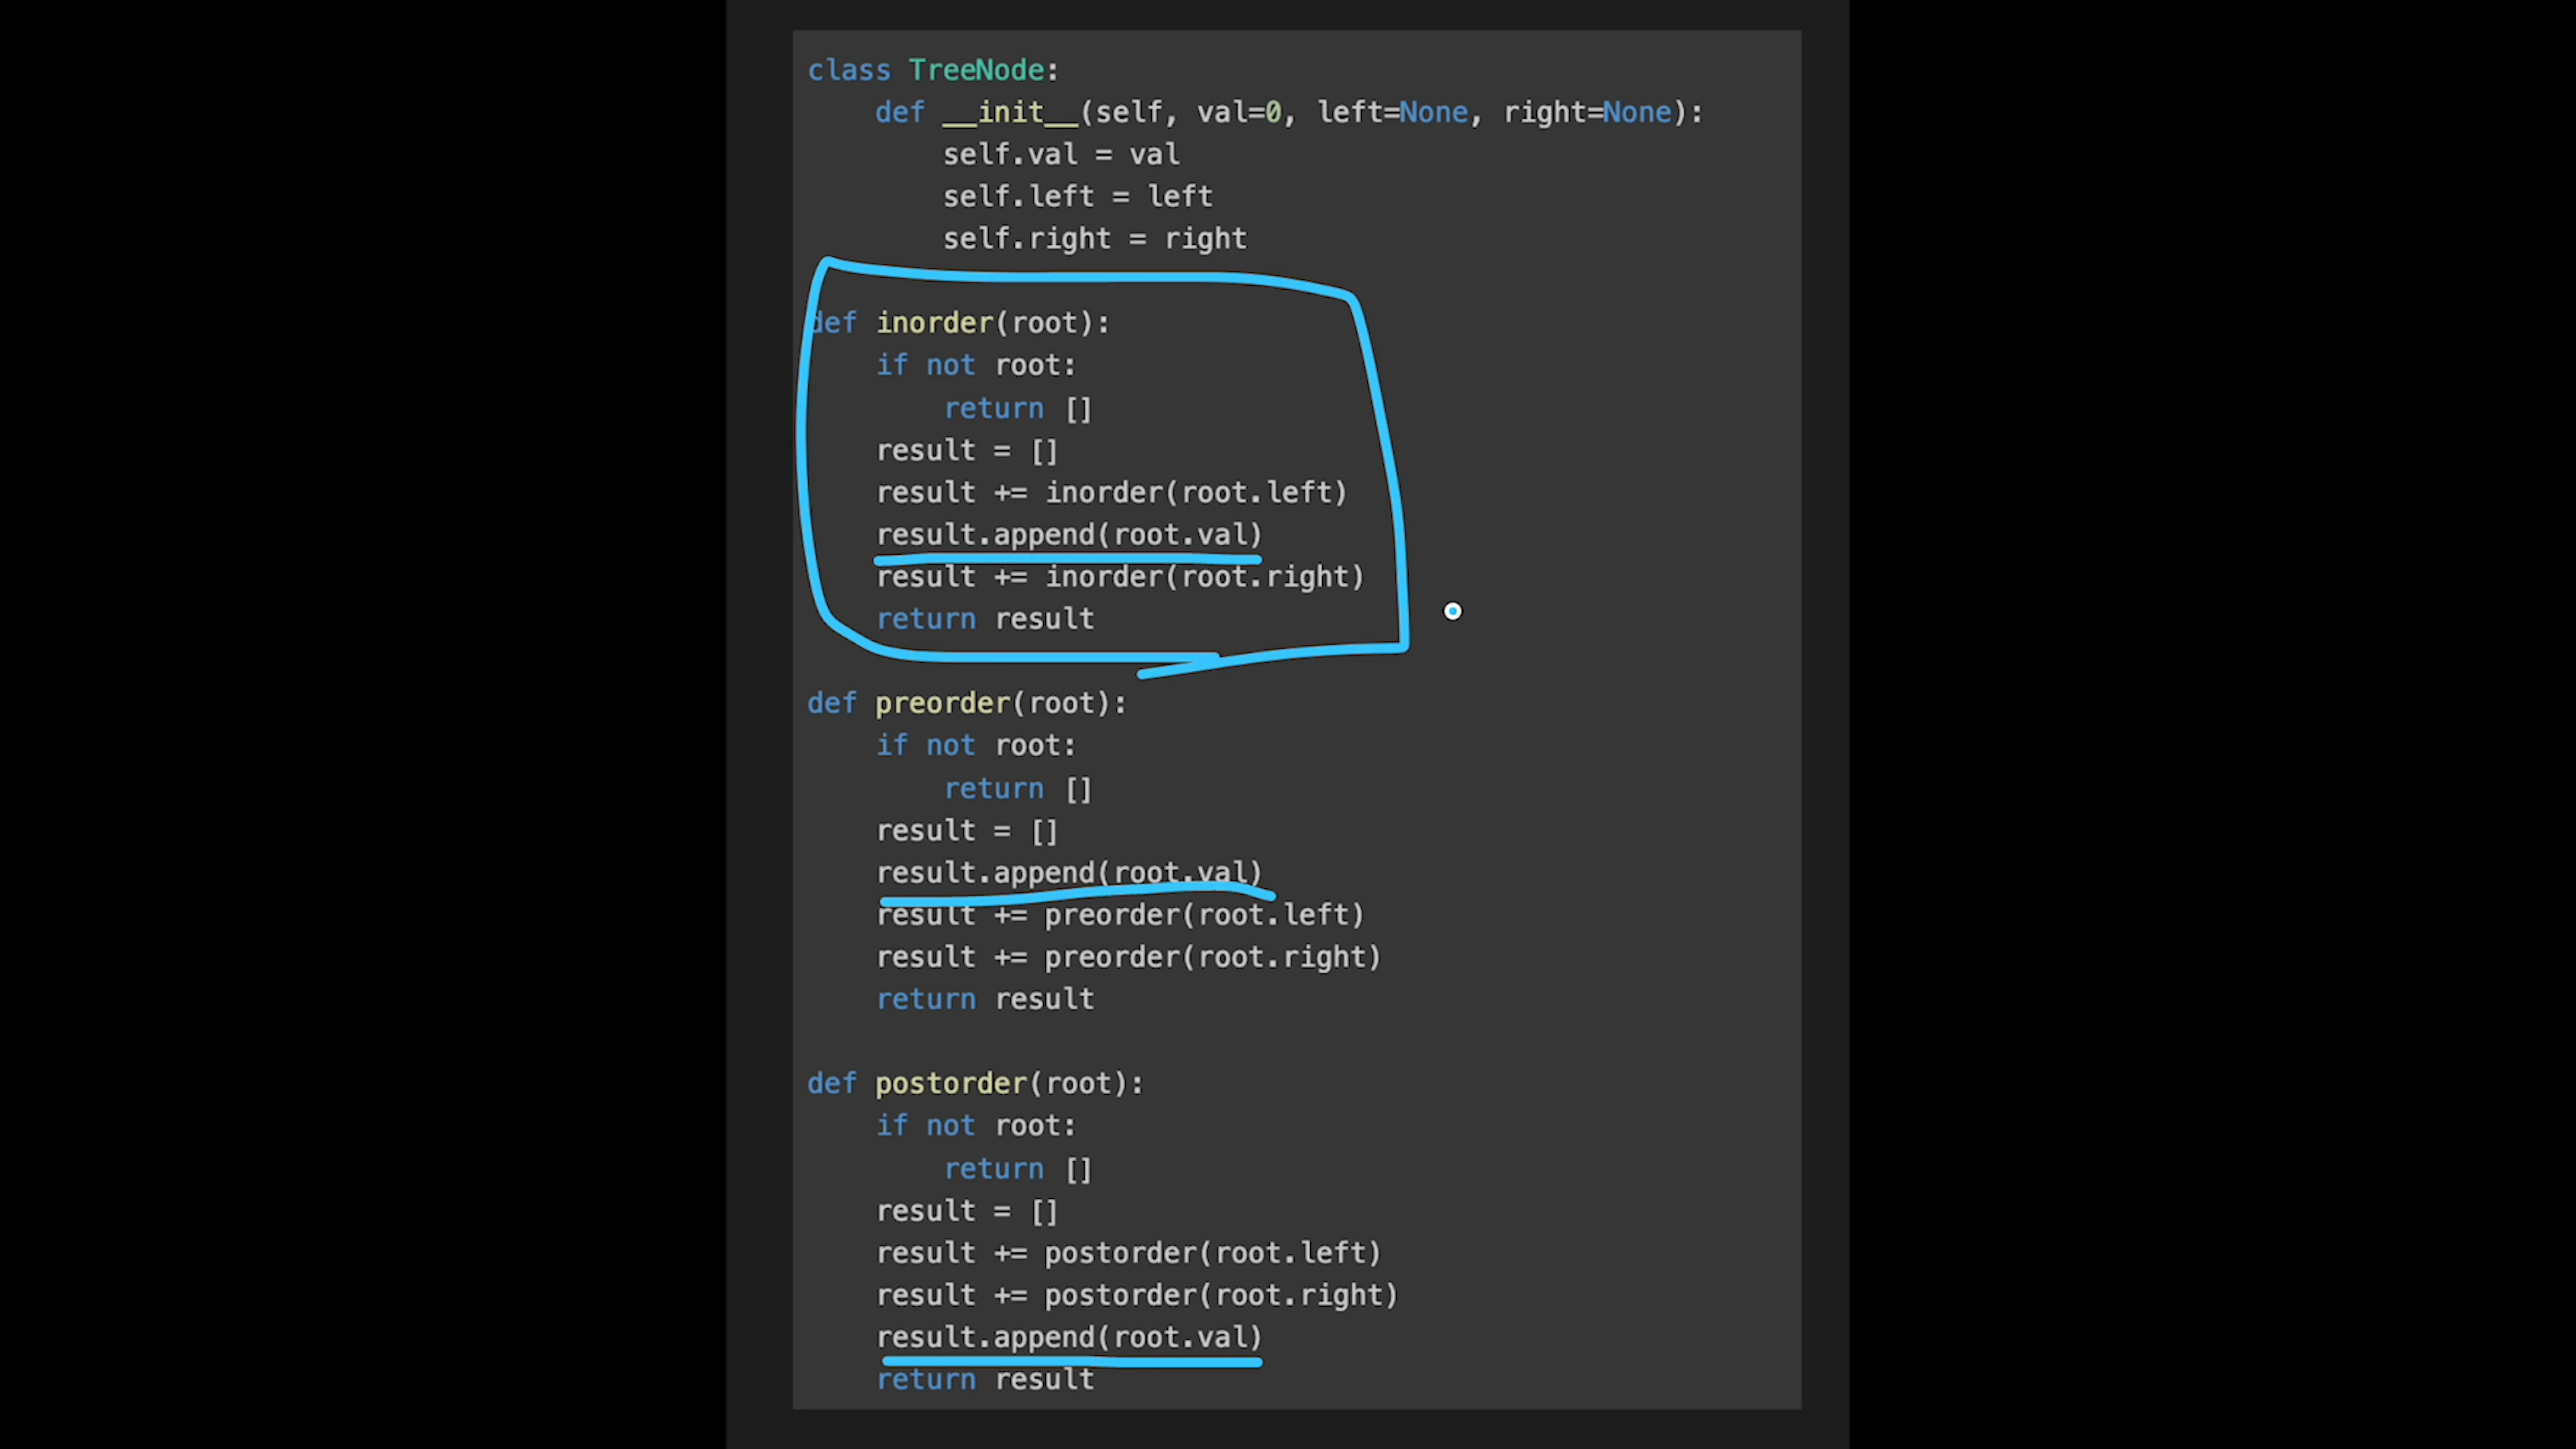 class TreeNode:
    def __init__(self, val=0, left=None, right=None):
        self.val = val
        self.left = left
        self.right = right

def inorder(root):
    if not root:
        return []
    result = []
    result += inorder(root.left)
    result.append(root.val)
    result += inorder(root.right)
    return result

def preorder(root):
    if not root:
        return []
    result = []
    result.append(root.val)
    result += preorder(root.left)
    result += preorder(root.right)
    return result

def postorder(root):
    if not root:
        return []
    result = []
    result += postorder(root.left)
    result += postorder(root.right)
    result.append(root.val)
    return result